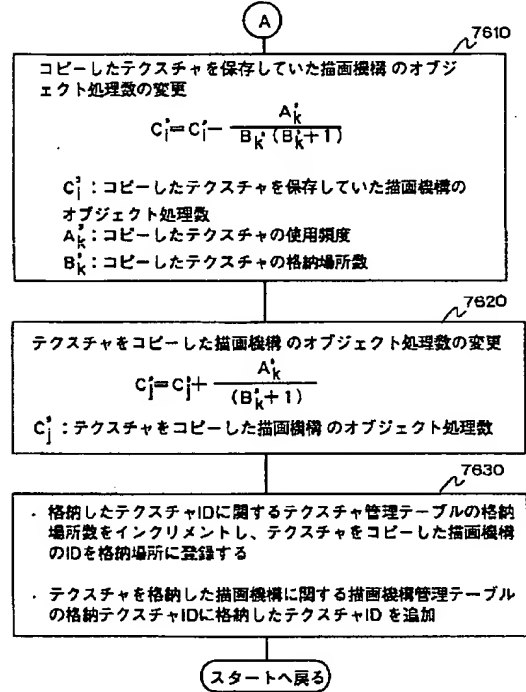 A
7610
コピーしたテクスチャを保存していた描画機構 のオブジ
ェクト処理数の変更
C'i=C'i− A'k / B'k (B'k+1)
C'i：コピーしたテクスチャを保存していた描画機構の
オブジェクト処理数
A'k：コピーしたテクスチャの使用頻度
B'k：コピーしたテクスチャの格納場所数
7620
テクスチャをコピーした描画機構 のオブジェクト処理数の変更
C'j=C'j+ A'k / (B'k+1)
C'j：テクスチャをコピーした描画機構 のオブジェクト処理数
7630
・ 格納したテクスチャIDに関するテクスチャ管理テーブルの格納
場所数をインクリメントし、テクスチャをコピーした描画機構
のIDを格納場所に登録する
・ テクスチャを格納した描画機構に関する描画機構管理テーブル
の格納テクスチャIDに格納したテクスチャID を追加
スタートへ戻る